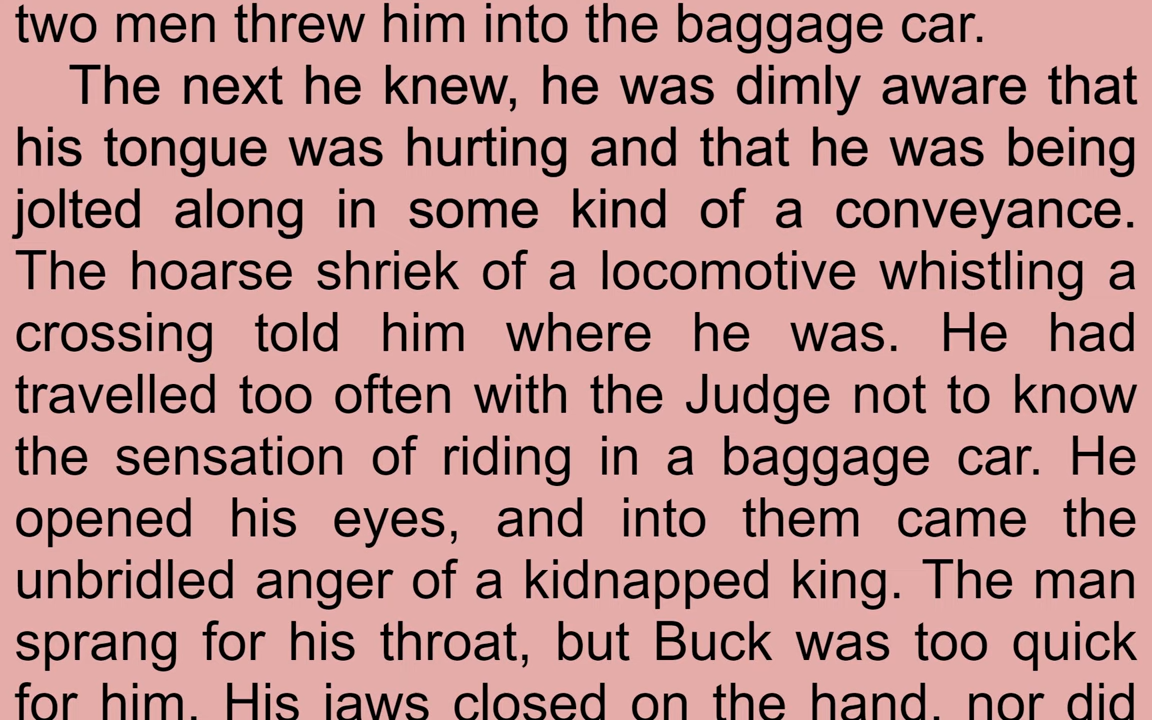 two men threw him into the baggage car.
The next he knew, he was dimly aware that
his tongue was hurting and that he was being
jolted along in some kind of a conveyance.
The hoarse shriek of a locomotive whistling a
crossing told him where he was. He had
travelled too often with the Judge not to know
the sensation of riding in a baggage car. He
opened his eyes, and into them came the
unbridled anger of a kidnapped king. The man
sprang for his throat, but Buck was too quick
for him. His jaws closed on the hand, nor did